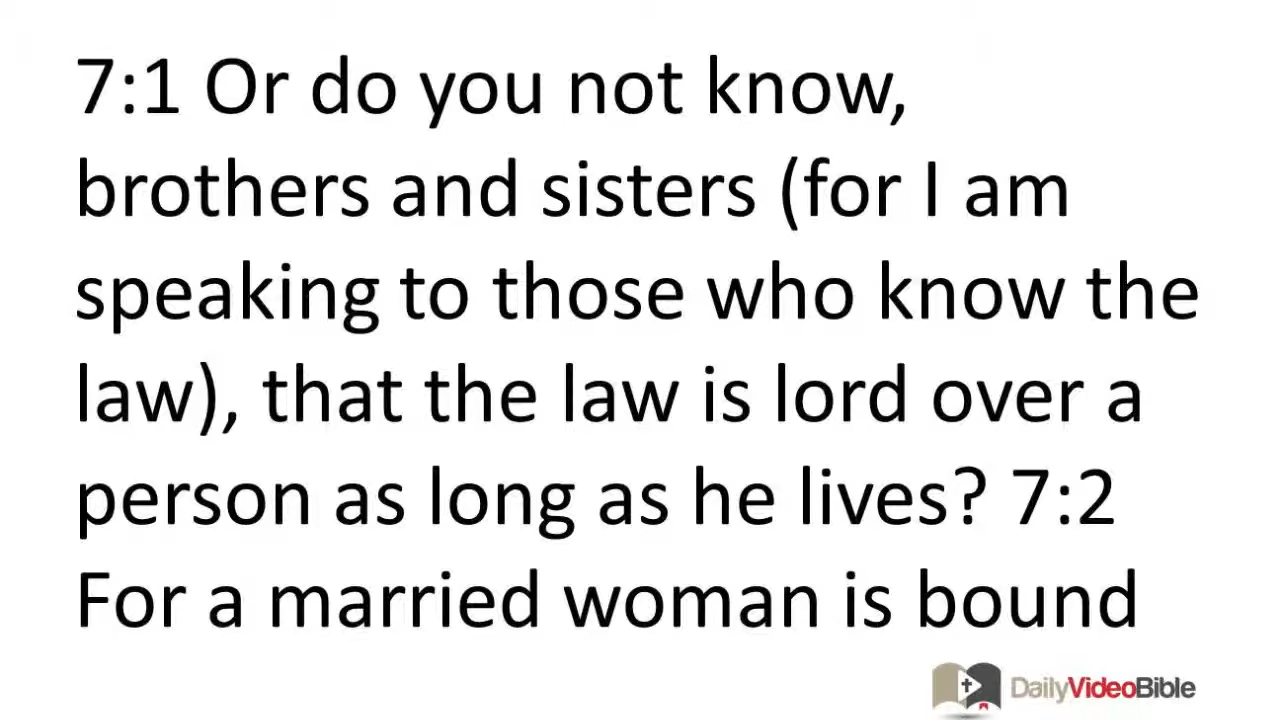 7:1 Or do you not know,
brothers and sisters (for I am
speaking to those who know the
law), that the law is lord over a
person as long as he lives? 7:2
For a married woman is bound
DailyVideoBible